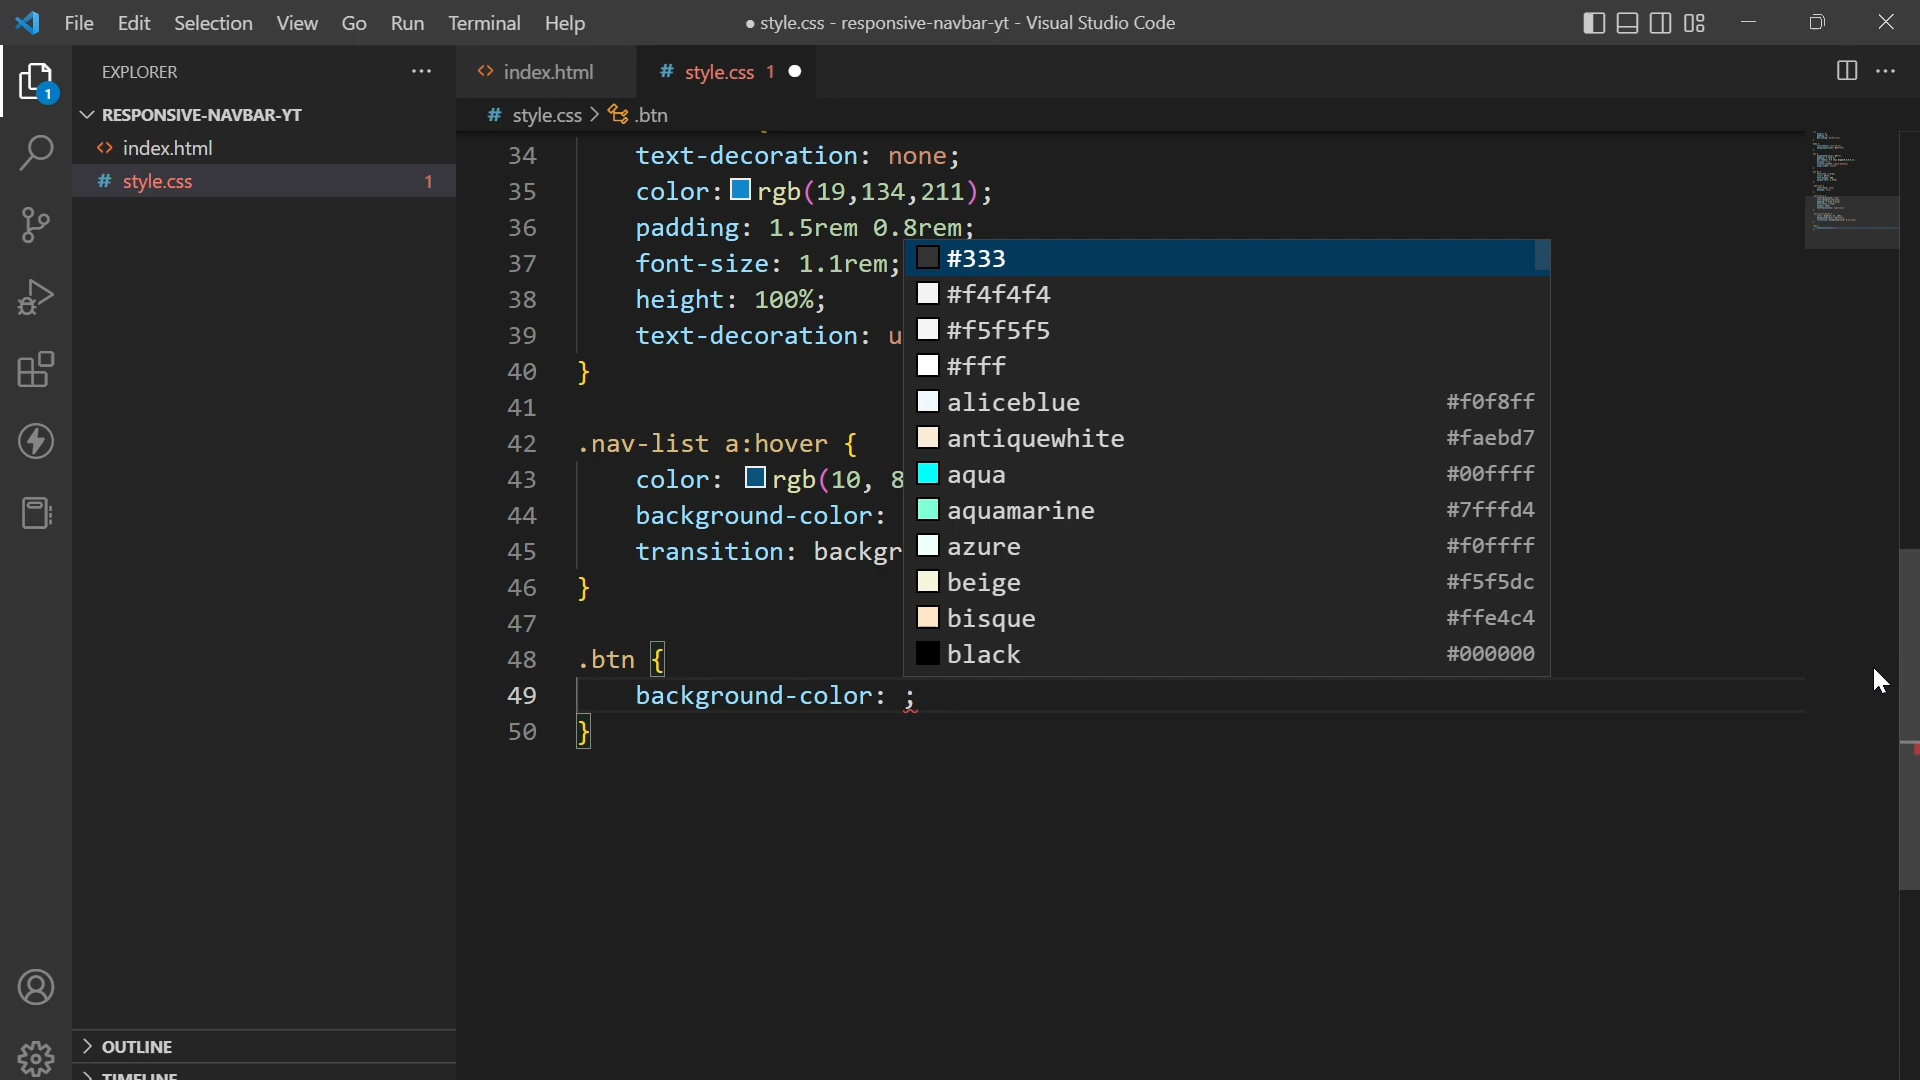 File Edit Selection View Go Run Terminal Help
● style.css - responsive-navbar-yt - Visual Studio Code
EXPLORER
index.html
style.css 1
1
RESPONSIVE-NAVBAR-YT
style.css > .btn
index.html
style.css 1
34 text-decoration: none;
35 color: rgb(19,134,211);
36 padding: 1.5rem 0.8rem;
37 font-size: 1.1rem;
38 height: 100%;
39 text-decoration: u
40 }
41
42 .nav-list a:hover {
43 color: rgb(10, 8
44 background-color:
45 transition: backgr
46 }
47
48 .btn {
49 background-color: ;
50 }
#333
#f4f4f4
#f5f5f5
#fff
aliceblue #f0f8ff
antiquewhite #faebd7
aqua #00ffff
aquamarine #7fffd4
azure #f0ffff
beige #f5f5dc
bisque #ffe4c4
black #000000
OUTLINE
TIMELINE